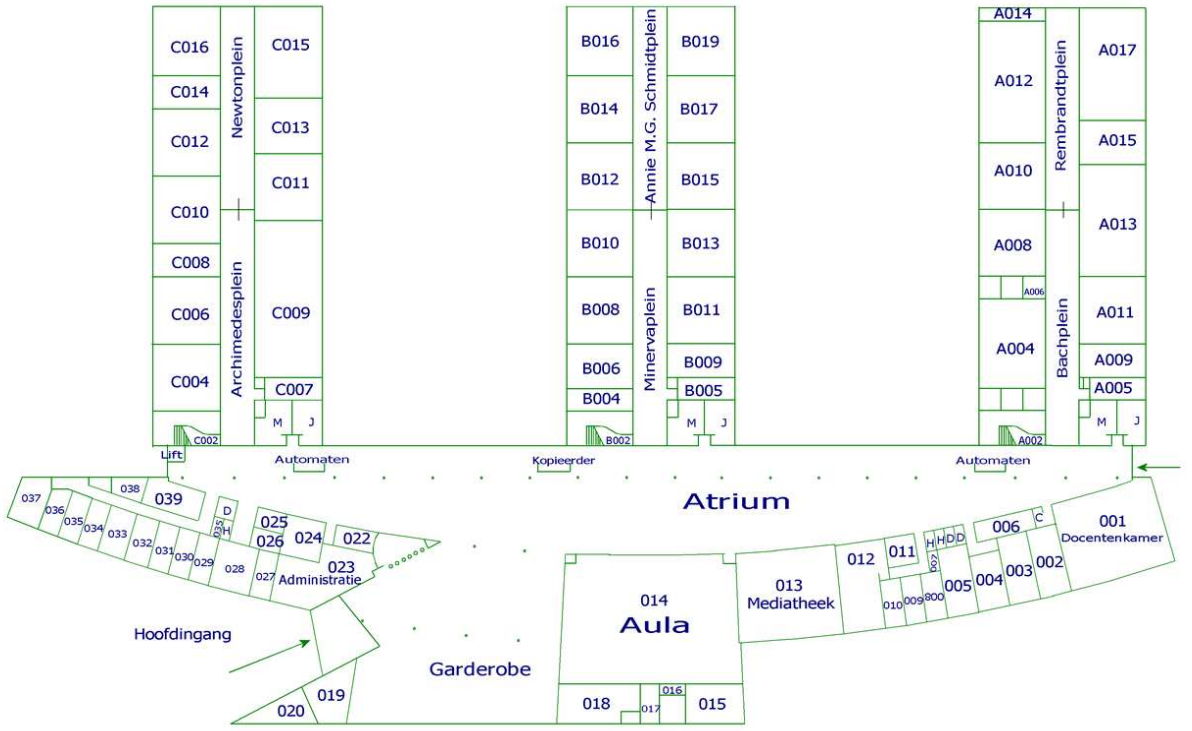 C016
C014
C012
C010
C008
C006
C004
C002
Newtonplein
Archimedesplein
C015
C013
C011
C009
C007
M
J
B016
B014
B012
B010
B008
B006
B004
B002
Annie M.G. Schmidtplein
Minervaplein
B019
B017
B015
B013
B011
B009
B005
M
J
A014
A012
A010
A008
A006
A004
A002
Rembrandtplein
Bachplein
A017
A015
A013
A011
A009
A005
M
J
Lift
Automaten
Kopieerder
Automaten
Atrium
037
036
035
034
033
032
031
030
029
028
027
038
039
D
H
035
025
026
024
022
023
Administratie
Hoofdingang
Garderobe
019
020
014
Aula
018
017
016
015
013
Mediatheek
012
011
010
009
008
007
H
H
D
D
005
006
C
004
003
002
001
Docentenkamer